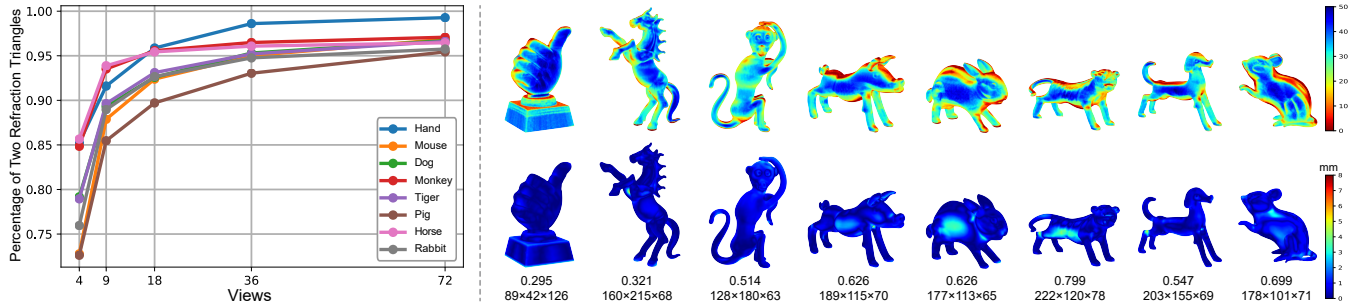 Percentage of Two Refraction Triangles
1.00
0.95
0.90
0.85
0.80
0.75
4 9 18 36 72
Views
Hand
Mouse
Dog
Monkey
Tiger
Pig
Horse
Rabbit
50
40
30
20
10
0
mm
8
7
6
5
4
3
2
1
0
0.295 0.321 0.514 0.626 0.626 0.799 0.547 0.699
89×42×126 160×215×68 128×180×63 189×115×70 177×113×65 222×120×78 203×155×69 178×101×71